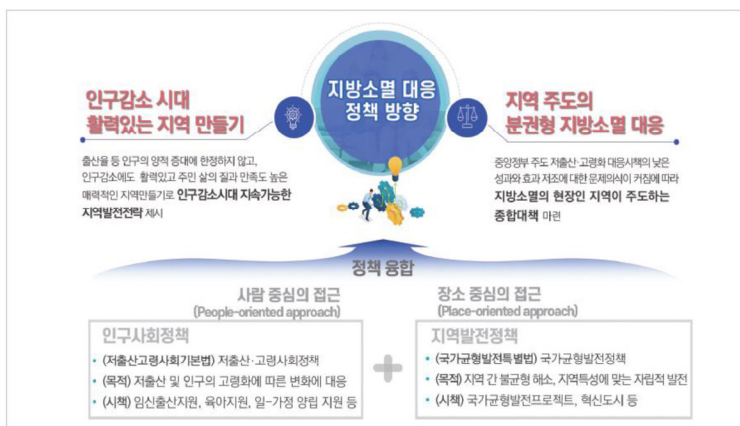 지방소멸 대응
정책 방향
인구감소 시대
활력있는 지역 만들기
출산율 등 인구의 양적 증대에 한정하지 않고,
인구감소에도 활력있고 주민 삶의 질과 만족도 높은
매력적인 지역만들기로 인구감소시대 지속가능한
지역발전전략 제시
지역 주도의
분권형 지방소멸 대응
중앙정부 주도 저출산·고령화 대응시책의 낮은
성과와 효과 저조에 대한 문제의식이 커짐에 따라
지방소멸의 현장인 지역이 주도하는
종합대책 마련
정책 융합
사람 중심의 접근
(People-oriented approach)
인구사회정책
• (저출산고령사회기본법) 저출산·고령사회정책
• (목적) 저출산 및 인구의 고령화에 따른 변화에 대응
• (시책) 임신출산지원, 육아지원, 일-가정 양립 지원 등
+
장소 중심의 접근
(Place-oriented approach)
지역발전정책
• (국가균형발전특별법) 국가균형발전정책
• (목적) 지역 간 불균형 해소, 지역특성에 맞는 자립적 발전
• (시책) 국가균형발전프로젝트, 혁신도시 등